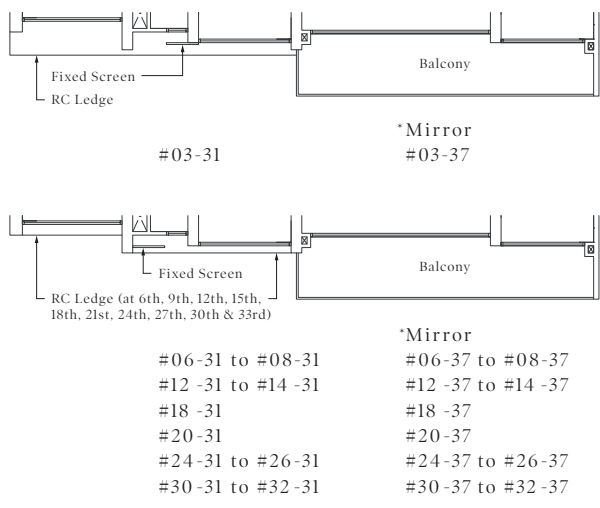 Balcony
Fixed Screen
RC Ledge
*Mirror
#03-31 #03-37
Balcony
Fixed Screen
RC Ledge (at 6th, 9th, 12th, 15th,
18th, 21st, 24th, 27th, 30th & 33rd)
*Mirror
#06-31 to #08-31 #06-37 to #08-37
#12 -31 to #14 -31 #12 -37 to #14 -37
#18 -31 #18 -37
#20-31 #20-37
#24-31 to #26-31 #24-37 to #26-37
#30-31 to #32-31 #30-37 to #32-37